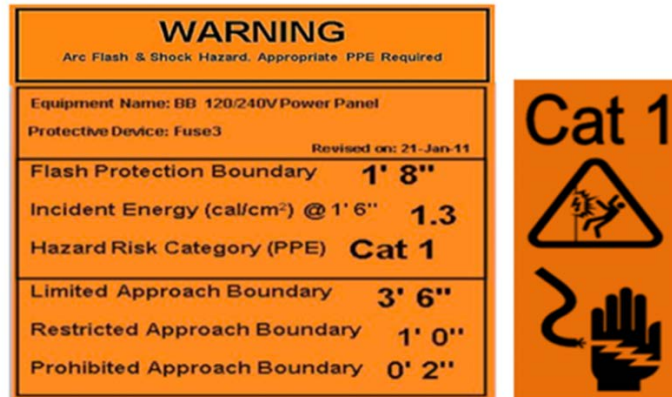 WARNING
Arc Flash & Shock Hazard. Appropriate PPE Required
Equipment Name: BB 120/240V Power Panel
Protective Device: Fuse3
Revised on: 21-Jan-11
Flash Protection Boundary 1' 8"
Incident Energy (cal/cm²) @ 1' 6" 1.3
Hazard Risk Category (PPE) Cat 1
Limited Approach Boundary 3' 6"
Restricted Approach Boundary 1' 0"
Prohibited Approach Boundary 0' 2"
Cat 1